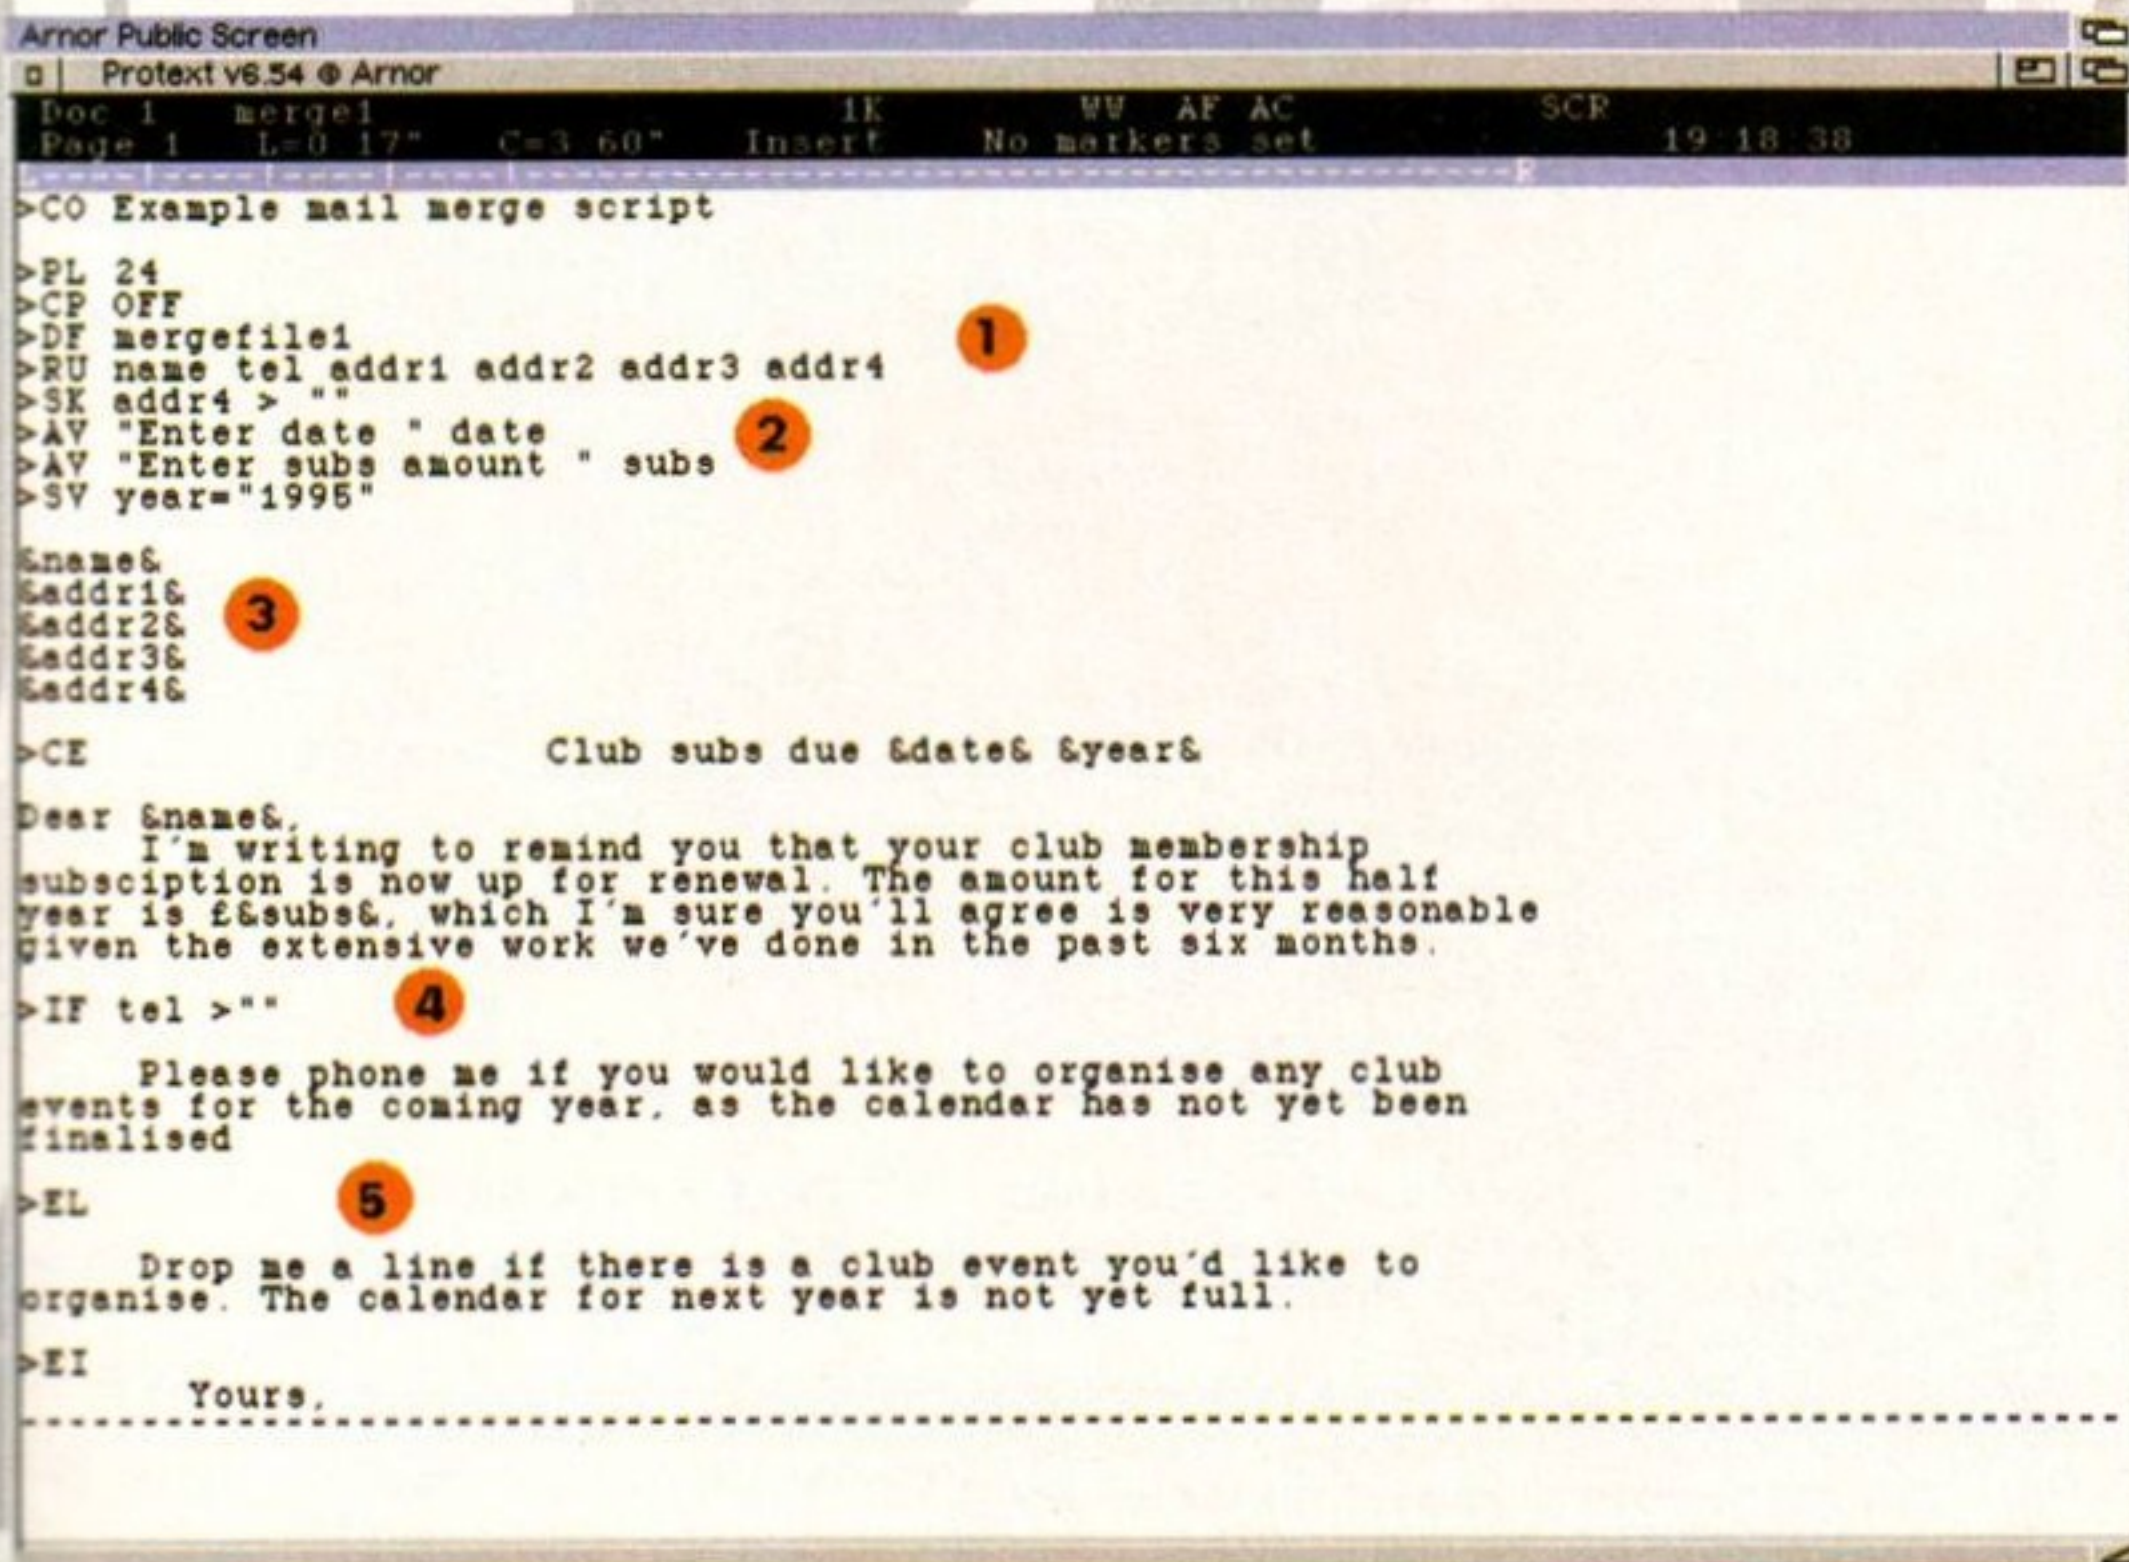 Arnor Public Screen
Protext v6.54 © Arnor
Doc 1 merge1 1K WW AF AC SCR
Page 1 L=0.17" C=3.60" Insert No markers set 19:18:38
>CO Example mail merge script
>PL 24
>CP OFF
>DF mergefile1
1
>RU name tel addr1 addr2 addr3 addr4
>SK addr4 > ""
>AV "Enter date " date
2
>AV "Enter subs amount " subs
>SV year="1995"
&name&
&addr1&
3
&addr2&
&addr3&
&addr4&
>CE Club subs due &date& &year&
Dear &name&,
I'm writing to remind you that your club membership
subsciption is now up for renewal. The amount for this half
year is £&subs&, which I'm sure you'll agree is very reasonable
given the extensive work we've done in the past six months.
>IF tel >""
4
Please phone me if you would like to organise any club
events for the coming year, as the calendar has not yet been
finalised
>EL
5
Drop me a line if there is a club event you'd like to
organise. The calendar for next year is not yet full.
>EI
Yours,